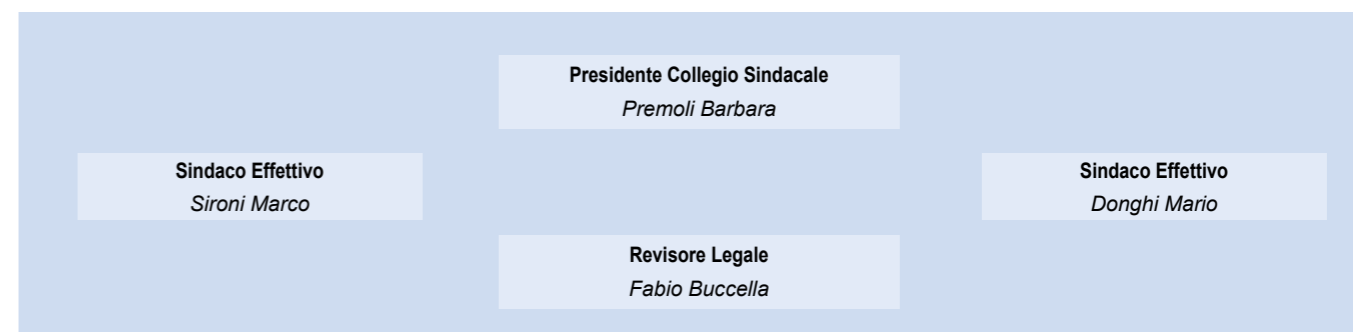 Presidente Collegio Sindacale
Premoli Barbara
Sindaco Effettivo
Sironi Marco
Sindaco Effettivo
Donghi Mario
Revisore Legale
Fabio Buccella